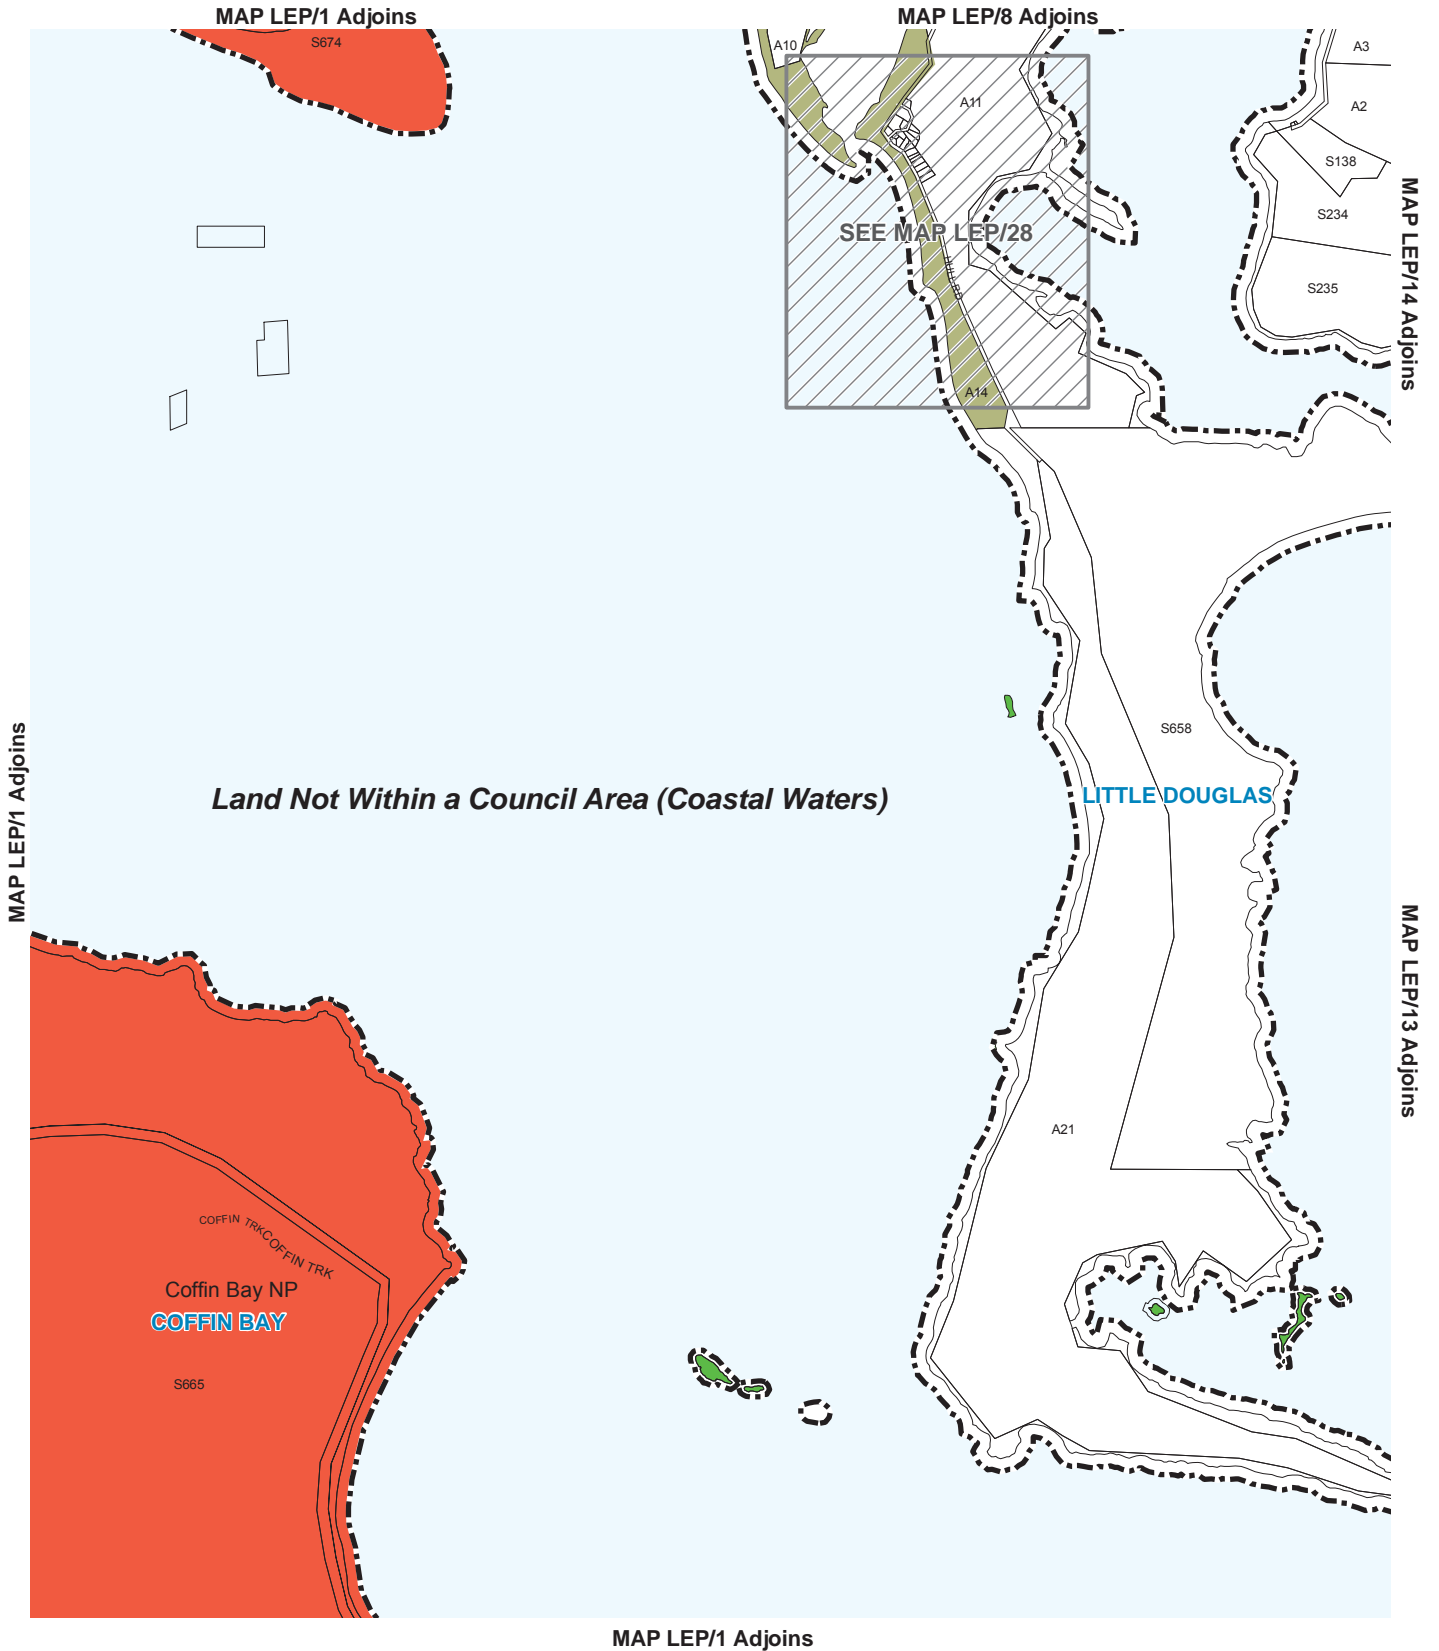 MAP LEP/1 Adjoins
MAP LEP/8 Adjoins
S674
A10
A3
A11
A2
S138
S234
SEE MAP LEP/28
S235
MAP LEP/14 Adjoins
A14
S658
MAP LEP/1 Adjoins
Land Not Within a Council Area (Coastal Waters)
LITTLE DOUGLAS
MAP LEP/13 Adjoins
A21
COFFIN TRK
COFFIN TRK
Coffin Bay NP
COFFIN BAY
S665
MAP LEP/1 Adjoins